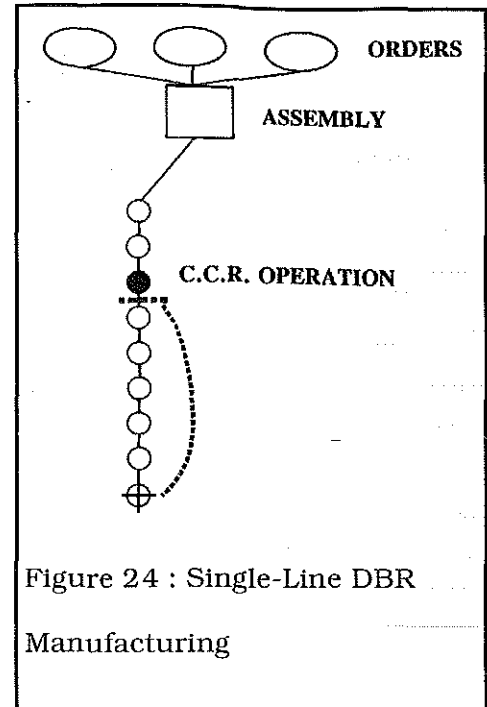 ORDERS
ASSEMBLY
C.C.R. OPERATION
Figure 24 : Single-Line DBR
Manufacturing